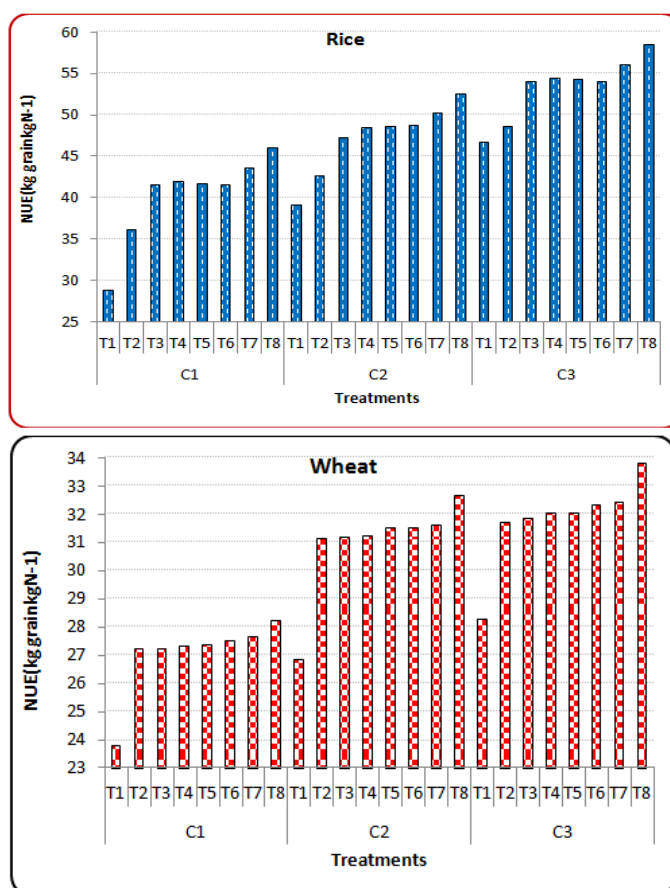 Rice
NUE(kg grainkgN-1)
60
55
50
45
40
35
30
25
T1 T2 T3 T4 T5 T6 T7 T8 T1 T2 T3 T4 T5 T6 T7 T8 T1 T2 T3 T4 T5 T6 T7 T8
C1 C2 C3
Treatments
Wheat
NUE(kg grainkgN-1)
34
33
32
31
30
29
28
27
26
25
24
23
T1 T2 T3 T4 T5 T6 T7 T8 T1 T2 T3 T4 T5 T6 T7 T8 T1 T2 T3 T4 T5 T6 T7 T8
C1 C2 C3
Treatments